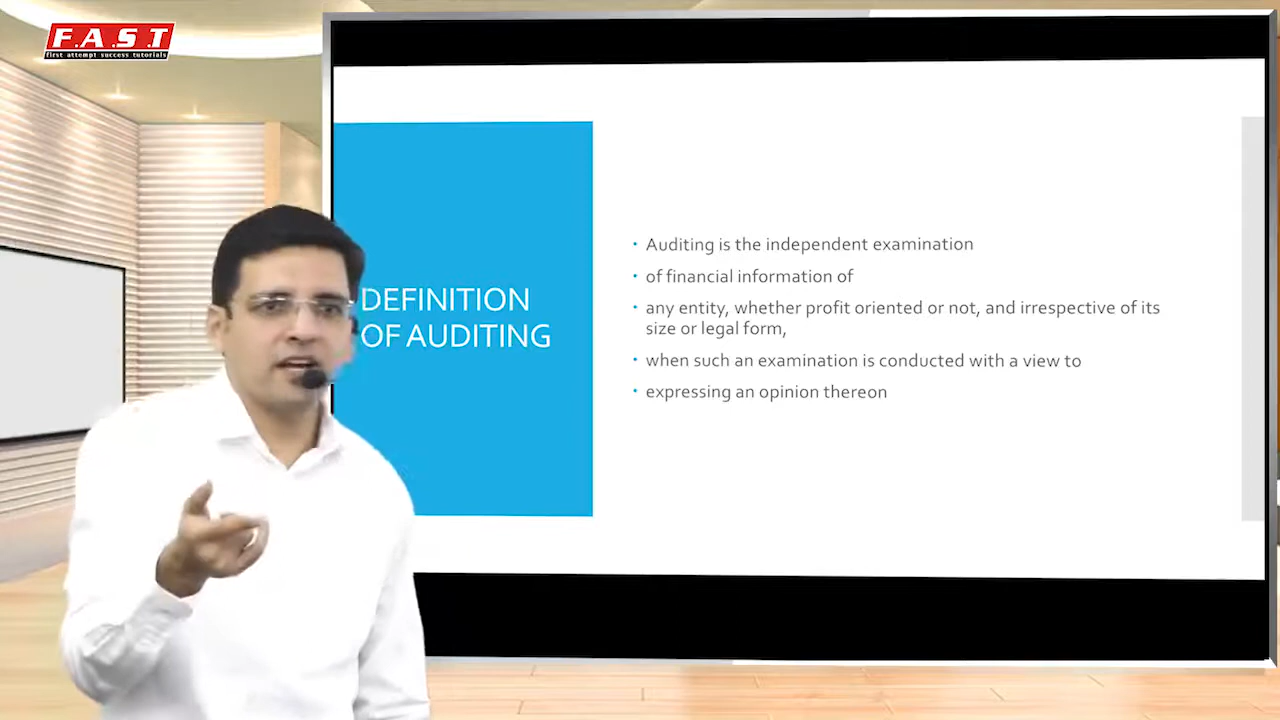 F.A.S.T
first attempt success tutorials
DEFINITION
OF AUDITING
• Auditing is the independent examination
• of financial information of
• any entity, whether profit oriented or not, and irrespective of its
size or legal form,
• when such an examination is conducted with a view to
• expressing an opinion thereon